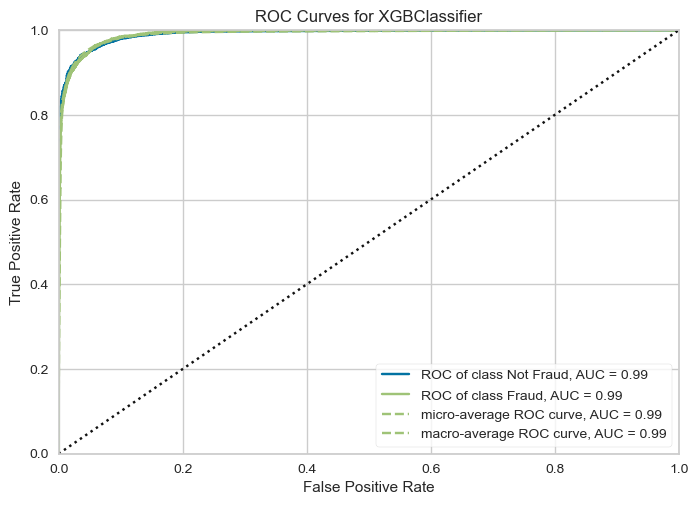 ROC Curves for XGBClassifier
1.0
0.8
0.6
0.4
0.2
0.0
True Positive Rate
ROC of class Not Fraud, AUC = 0.99
ROC of class Fraud, AUC = 0.99
micro-average ROC curve, AUC = 0.99
macro-average ROC curve, AUC = 0.99
0.0 0.2 0.4 0.6 0.8 1.0
False Positive Rate